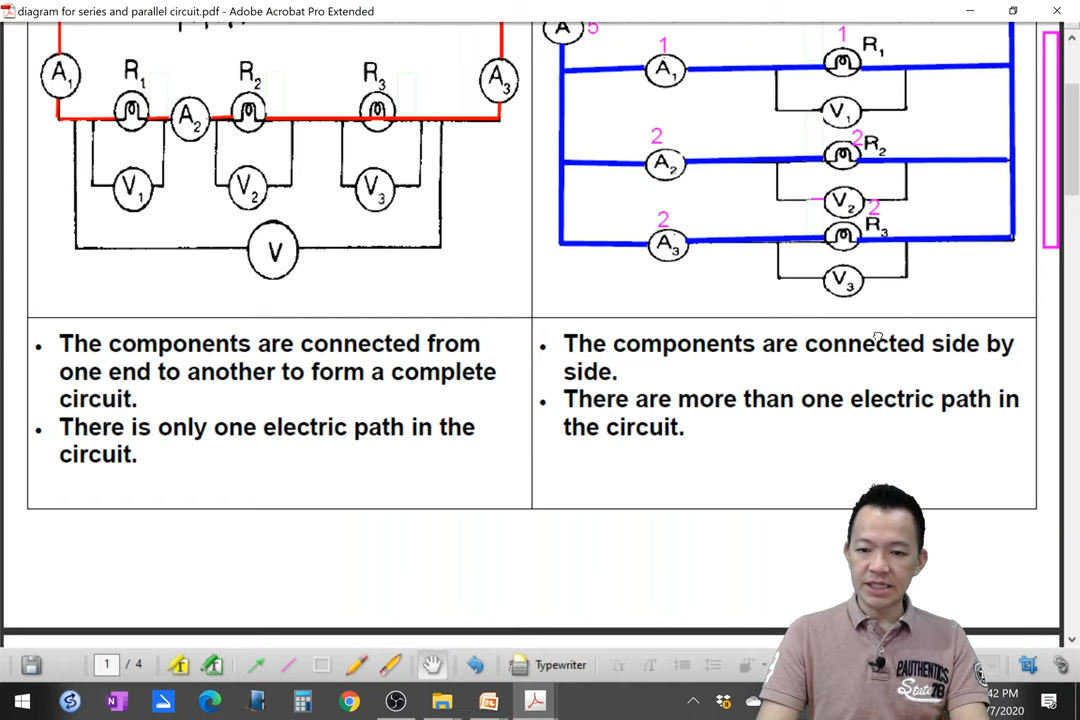 diagram for series and parallel circuit.pdf - Adobe Acrobat Pro Extended
A 5
1 1 R1
A1 R1 R2 R3 A3
A1
A2
V1
2 2 R2
A2
V1 V2 V3
V2 2
2 R3
A3
V
V3
The components are connected from
one end to another to form a complete
circuit.
There is only one electric path in the
circuit.
The components are connected side by
side.
There are more than one electric path in
the circuit.
1 / 4
Typewriter
42 PM
/7/2020